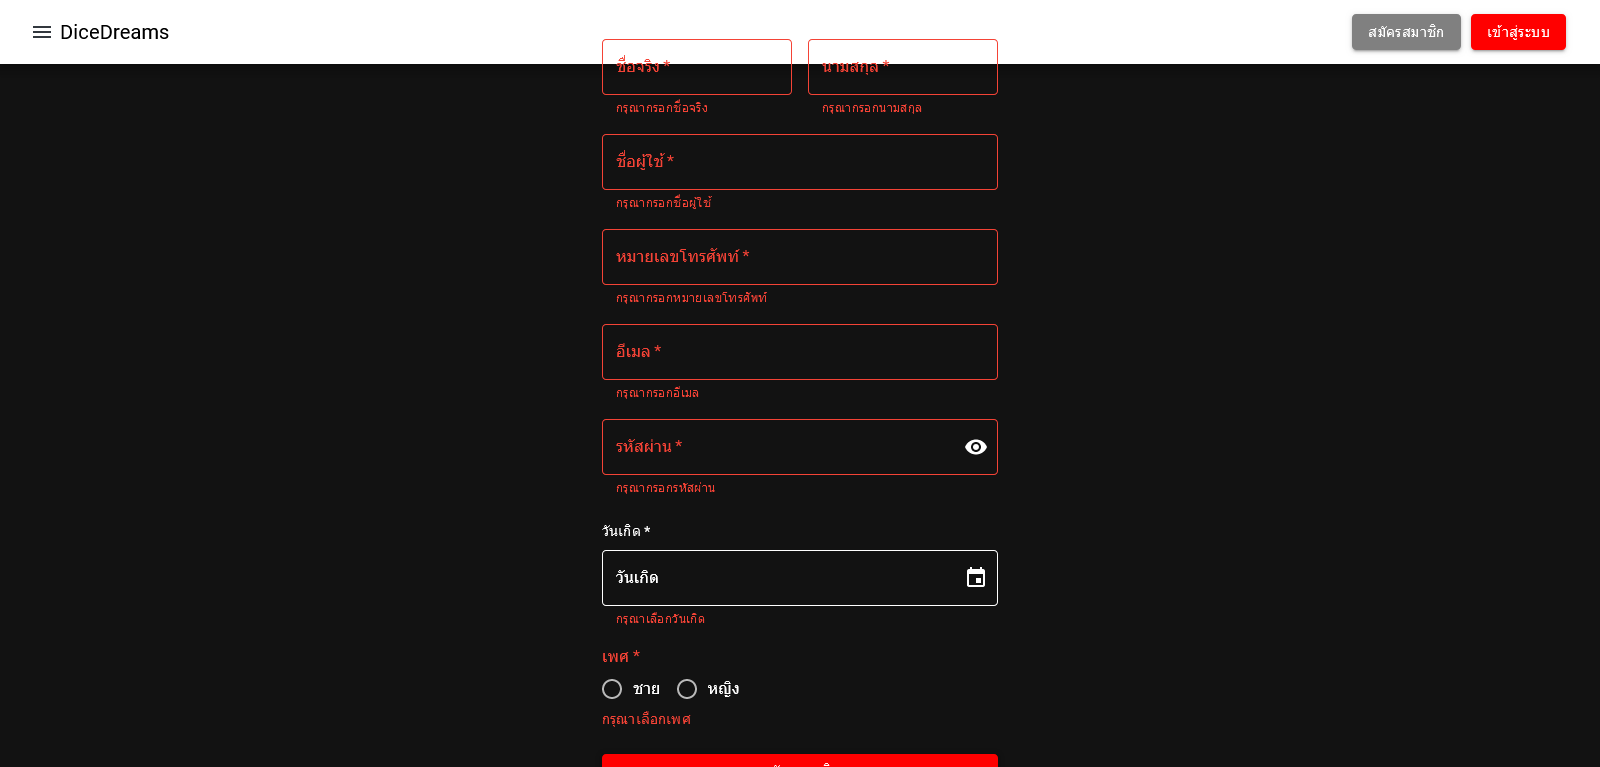 DiceDreams
สมัครสมาชิก
เข้าสู่ระบบ
ชื่อจริง *
นามสกุล *
กรุณากรอกชื่อจริง
กรุณากรอกนามสกุล
ชื่อผู้ใช้ *
กรุณากรอกชื่อผู้ใช้
หมายเลขโทรศัพท์ *
กรุณากรอกหมายเลขโทรศัพท์
อีเมล *
กรุณากรอกอีเมล
รหัสผ่าน *
กรุณากรอกรหัสผ่าน
วันเกิด *
วันเกิด
กรุณาเลือกวันเกิด
เพศ *
ชาย
หญิง
กรุณาเลือกเพศ